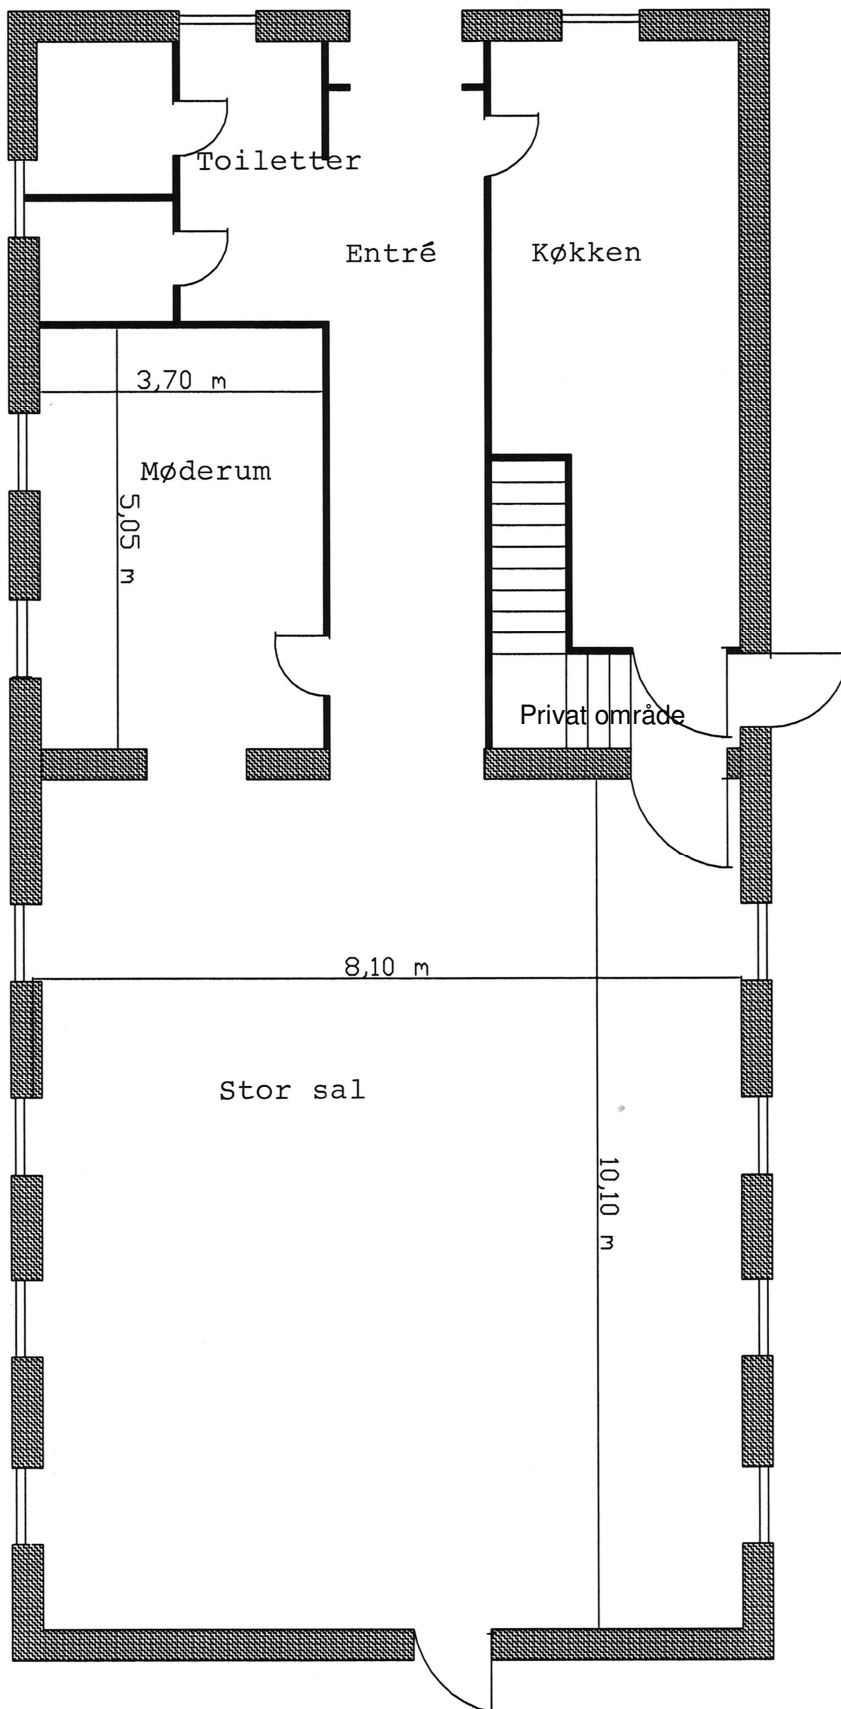 Toiletter
Entré
Køkken
3,70 m
Møderum
5,05 m
Privat område
8,10 m
Stor sal
10,10 m